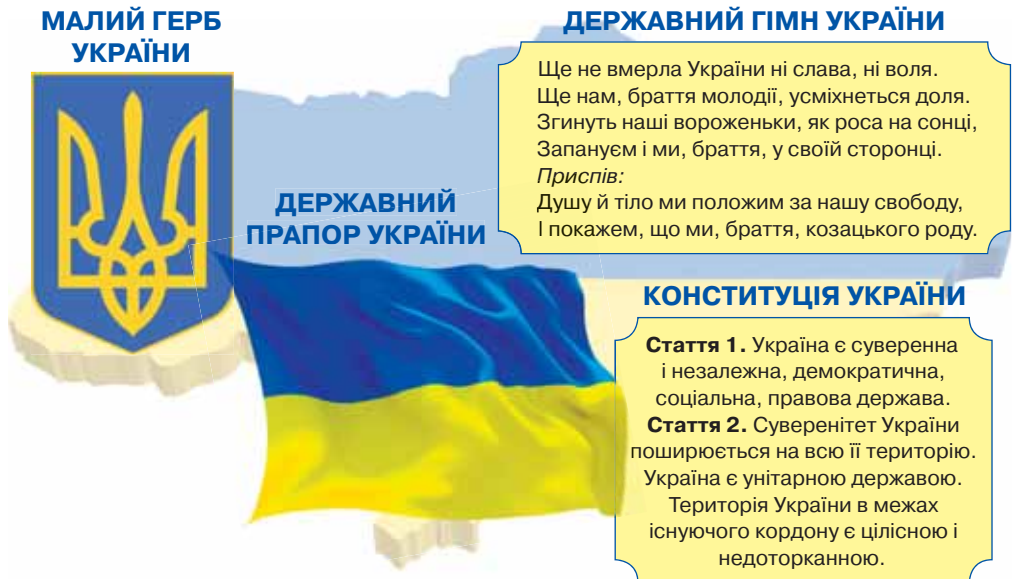 МАЛИЙ ГЕРБ
УКРАЇНИ
ДЕРЖАВНИЙ
ПРАПОР УКРАЇНИ
ДЕРЖАВНИЙ ГІМН УКРАЇНИ
Ще не вмерла України ні слава, ні воля.
Ще нам, браття молодії, усміхнеться доля.
Згинуть наші вороженьки, як роса на сонці,
Запануєм і ми, браття, у своїй сторонці.
Приспів:
Душу й тіло ми положим за нашу свободу,
І покажем, що ми, браття, козацького роду.
КОНСТИТУЦІЯ УКРАЇНИ
Стаття 1. Україна є суверенна
і незалежна, демократична,
соціальна, правова держава.
Стаття 2. Суверенітет України
поширюється на всю її територію.
Україна є унітарною державою.
Територія України в межах
існуючого кордону є цілісною і
недоторканною.